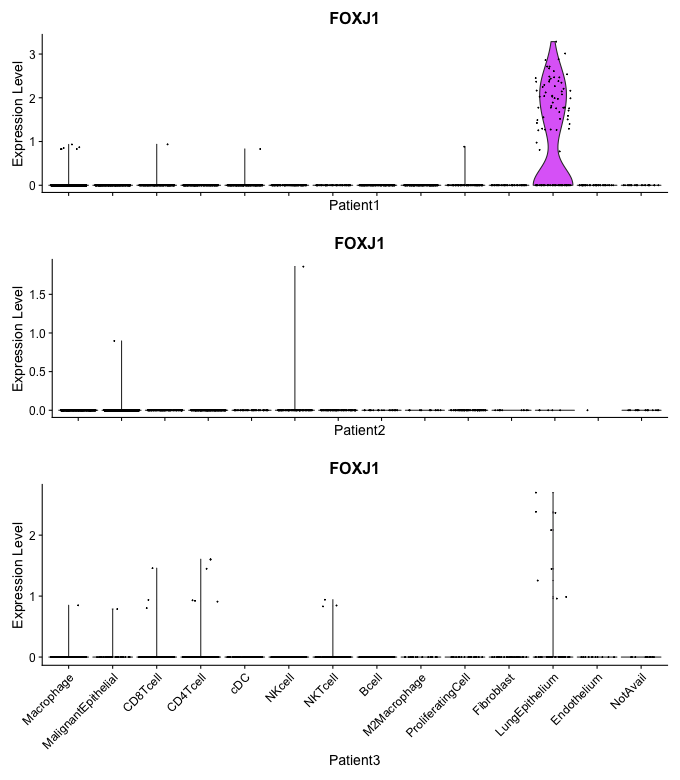 FOXJ1
Expression Level
3
2
1
0
Patient1
FOXJ1
Expression Level
1.5
1.0
0.5
0.0
Patient2
FOXJ1
Expression Level
2
1
0
Macrophage
MalignantEpithelial
CD8Tcell
CD4Tcell
cDC
NKcell
NKTcell
Bcell
M2Macrophage
ProliferatingCell
Fibroblast
LungEpithelium
Endothelium
NotAvail
Patient3